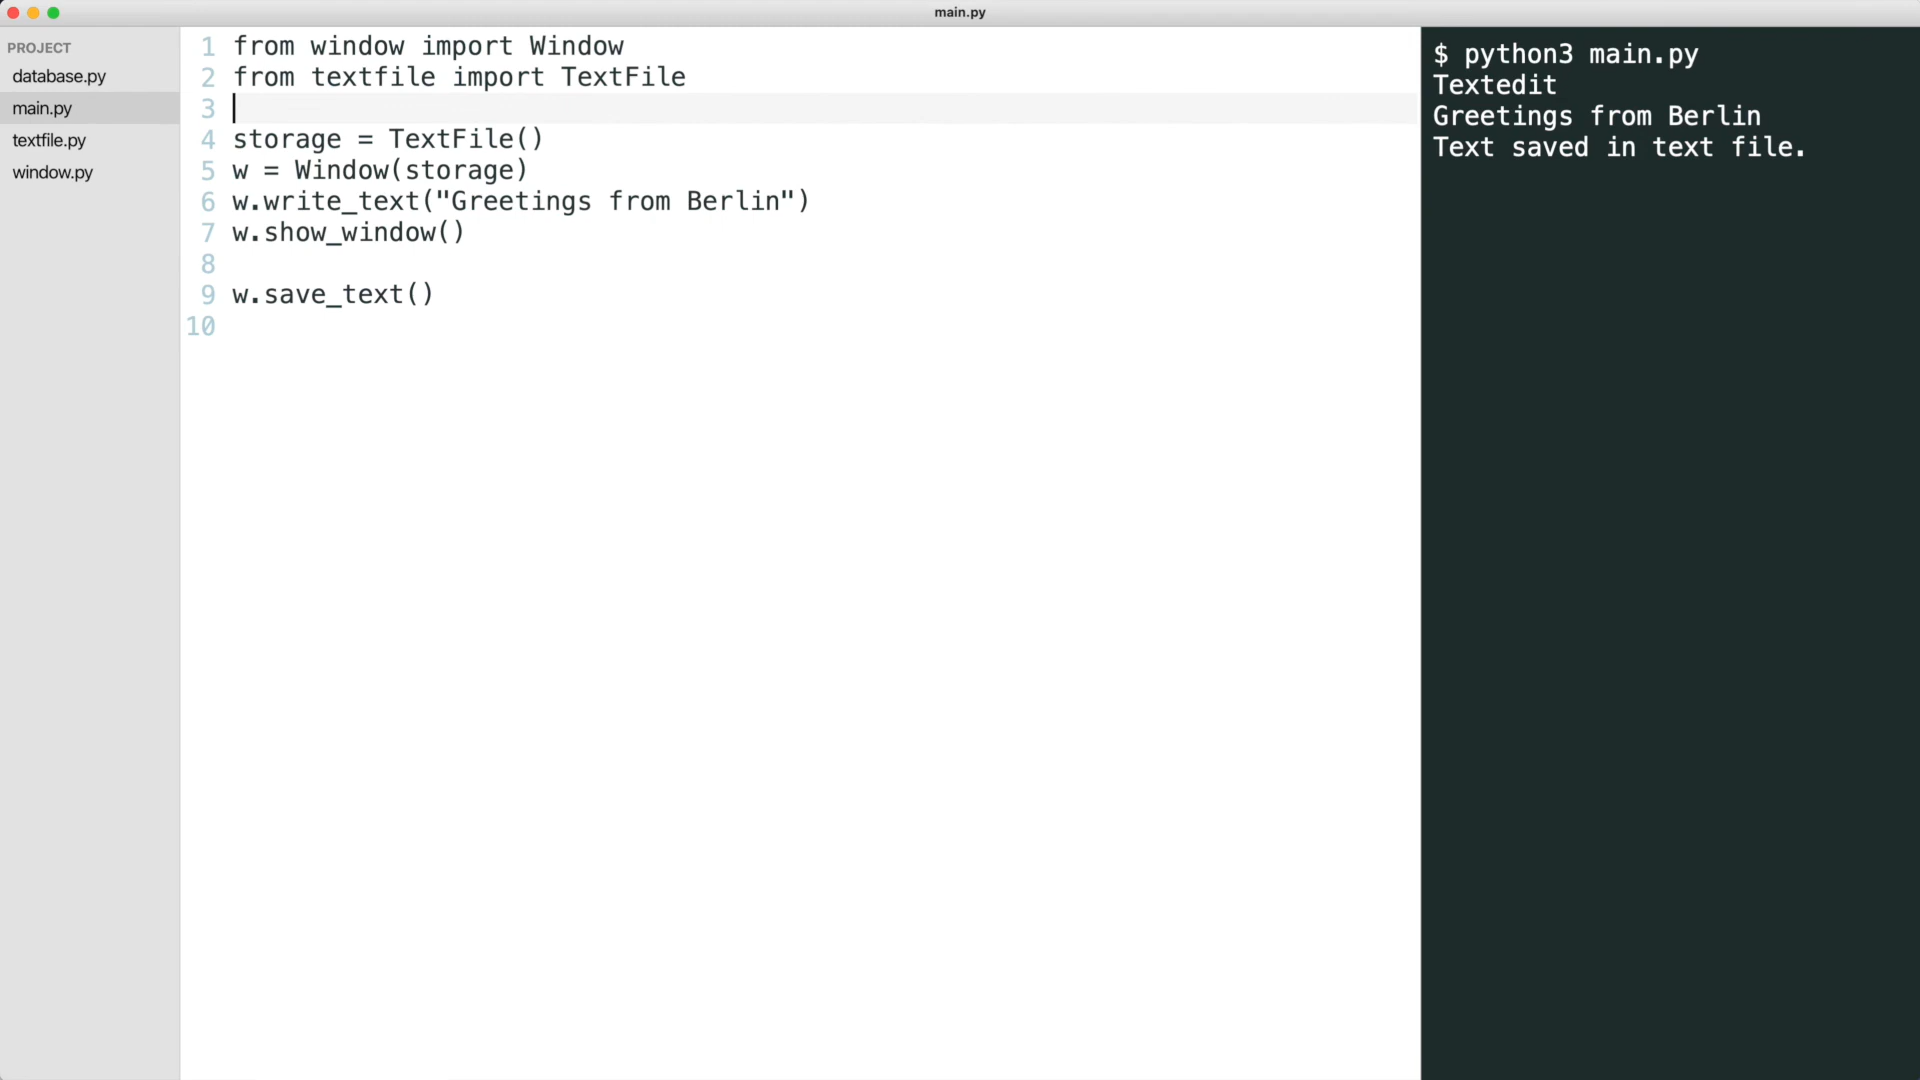 main.py
PROJECT
database.py
main.py
textfile.py
window.py
1 from window import Window
2 from textfile import TextFile
3
4 storage = TextFile()
5 w = Window(storage)
6 w.write_text("Greetings from Berlin")
7 w.show_window()
8
9 w.save_text()
10
$ python3 main.py
Textedit
Greetings from Berlin
Text saved in text file.